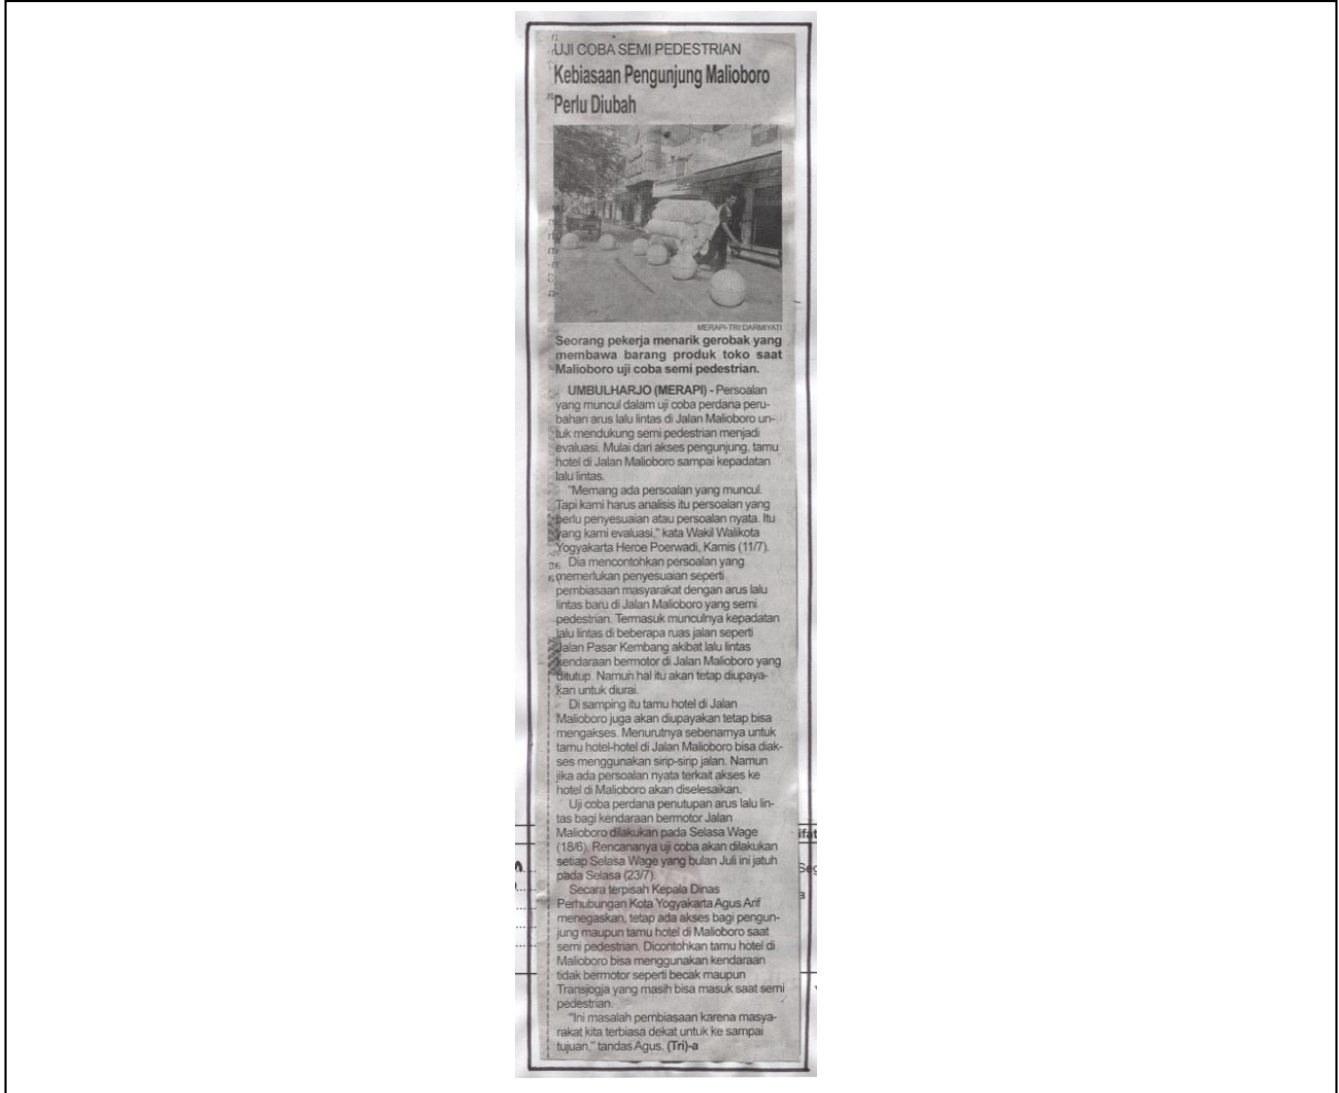 UJI COBA SEMI PEDESTRIAN
Kebiasaan Pengunjung Malioboro
Perlu Diubah
MERAPI-TRI DARMIYATI
Seorang pekerja menarik gerobak yang
membawa barang produk toko saat
Malioboro uji coba semi pedestrian.
UMBULHARJO (MERAPI) - Persoalan
yang muncul dalam uji coba perdana peru-
bahan arus lalu lintas di Jalan Malioboro un-
tuk mendukung semi pedestrian menjadi
evaluasi. Mulai dari akses pengunjung, tamu
hotel di Jalan Malioboro sampai kepadatan
lalu lintas.
"Memang ada persoalan yang muncul.
Tapi kami harus analisis itu persoalan yang
perlu penyesuaian atau persoalan nyata. Itu
yang kami evaluasi," kata Wakil Walikota
Yogyakarta Heroe Poerwadi, Kamis (11/7).
Dia mencontohkan persoalan yang
memerlukan penyesuaian seperti
pembiasaan masyarakat dengan arus lalu
lintas baru di Jalan Malioboro yang semi
pedestrian. Termasuk munculnya kepadatan
lalu lintas di beberapa ruas jalan seperti
Jalan Pasar Kembang akibat lalu lintas
kendaraan bermotor di Jalan Malioboro yang
ditutup. Namun hal itu akan tetap diupaya-
kan untuk diurai.
Di samping itu tamu hotel di Jalan
Malioboro juga akan diupayakan tetap bisa
mengakses. Menurutnya sebenarnya untuk
tamu hotel-hotel di Jalan Malioboro bisa diak-
ses menggunakan sirip-sirip jalan. Namun
jika ada persoalan nyata terkait akses ke
hotel di Malioboro akan diselesaikan.
Uji coba perdana penutupan arus lalu lin-
tas bagi kendaraan bermotor Jalan
Malioboro dilakukan pada Selasa Wage
(18/6). Rencananya uji coba akan dilakukan
setiap Selasa Wage yang bulan Juli ini jatuh
pada Selasa (23/7).
Secara terpisah Kepala Dinas
Perhubungan Kota Yogyakarta Agus Arif
menegaskan, tetap ada akses bagi pengun-
jung maupun tamu hotel di Malioboro saat
semi pedestrian. Dicontohkan tamu hotel di
Malioboro bisa menggunakan kendaraan
tidak bermotor seperti becak maupun
Transjogja yang masih bisa masuk saat semi
pedestrian.
"Ini masalah pembiasaan karena masya-
rakat kita terbiasa dekat untuk ke sampai
tujuan," tandas Agus. (Tri)-a